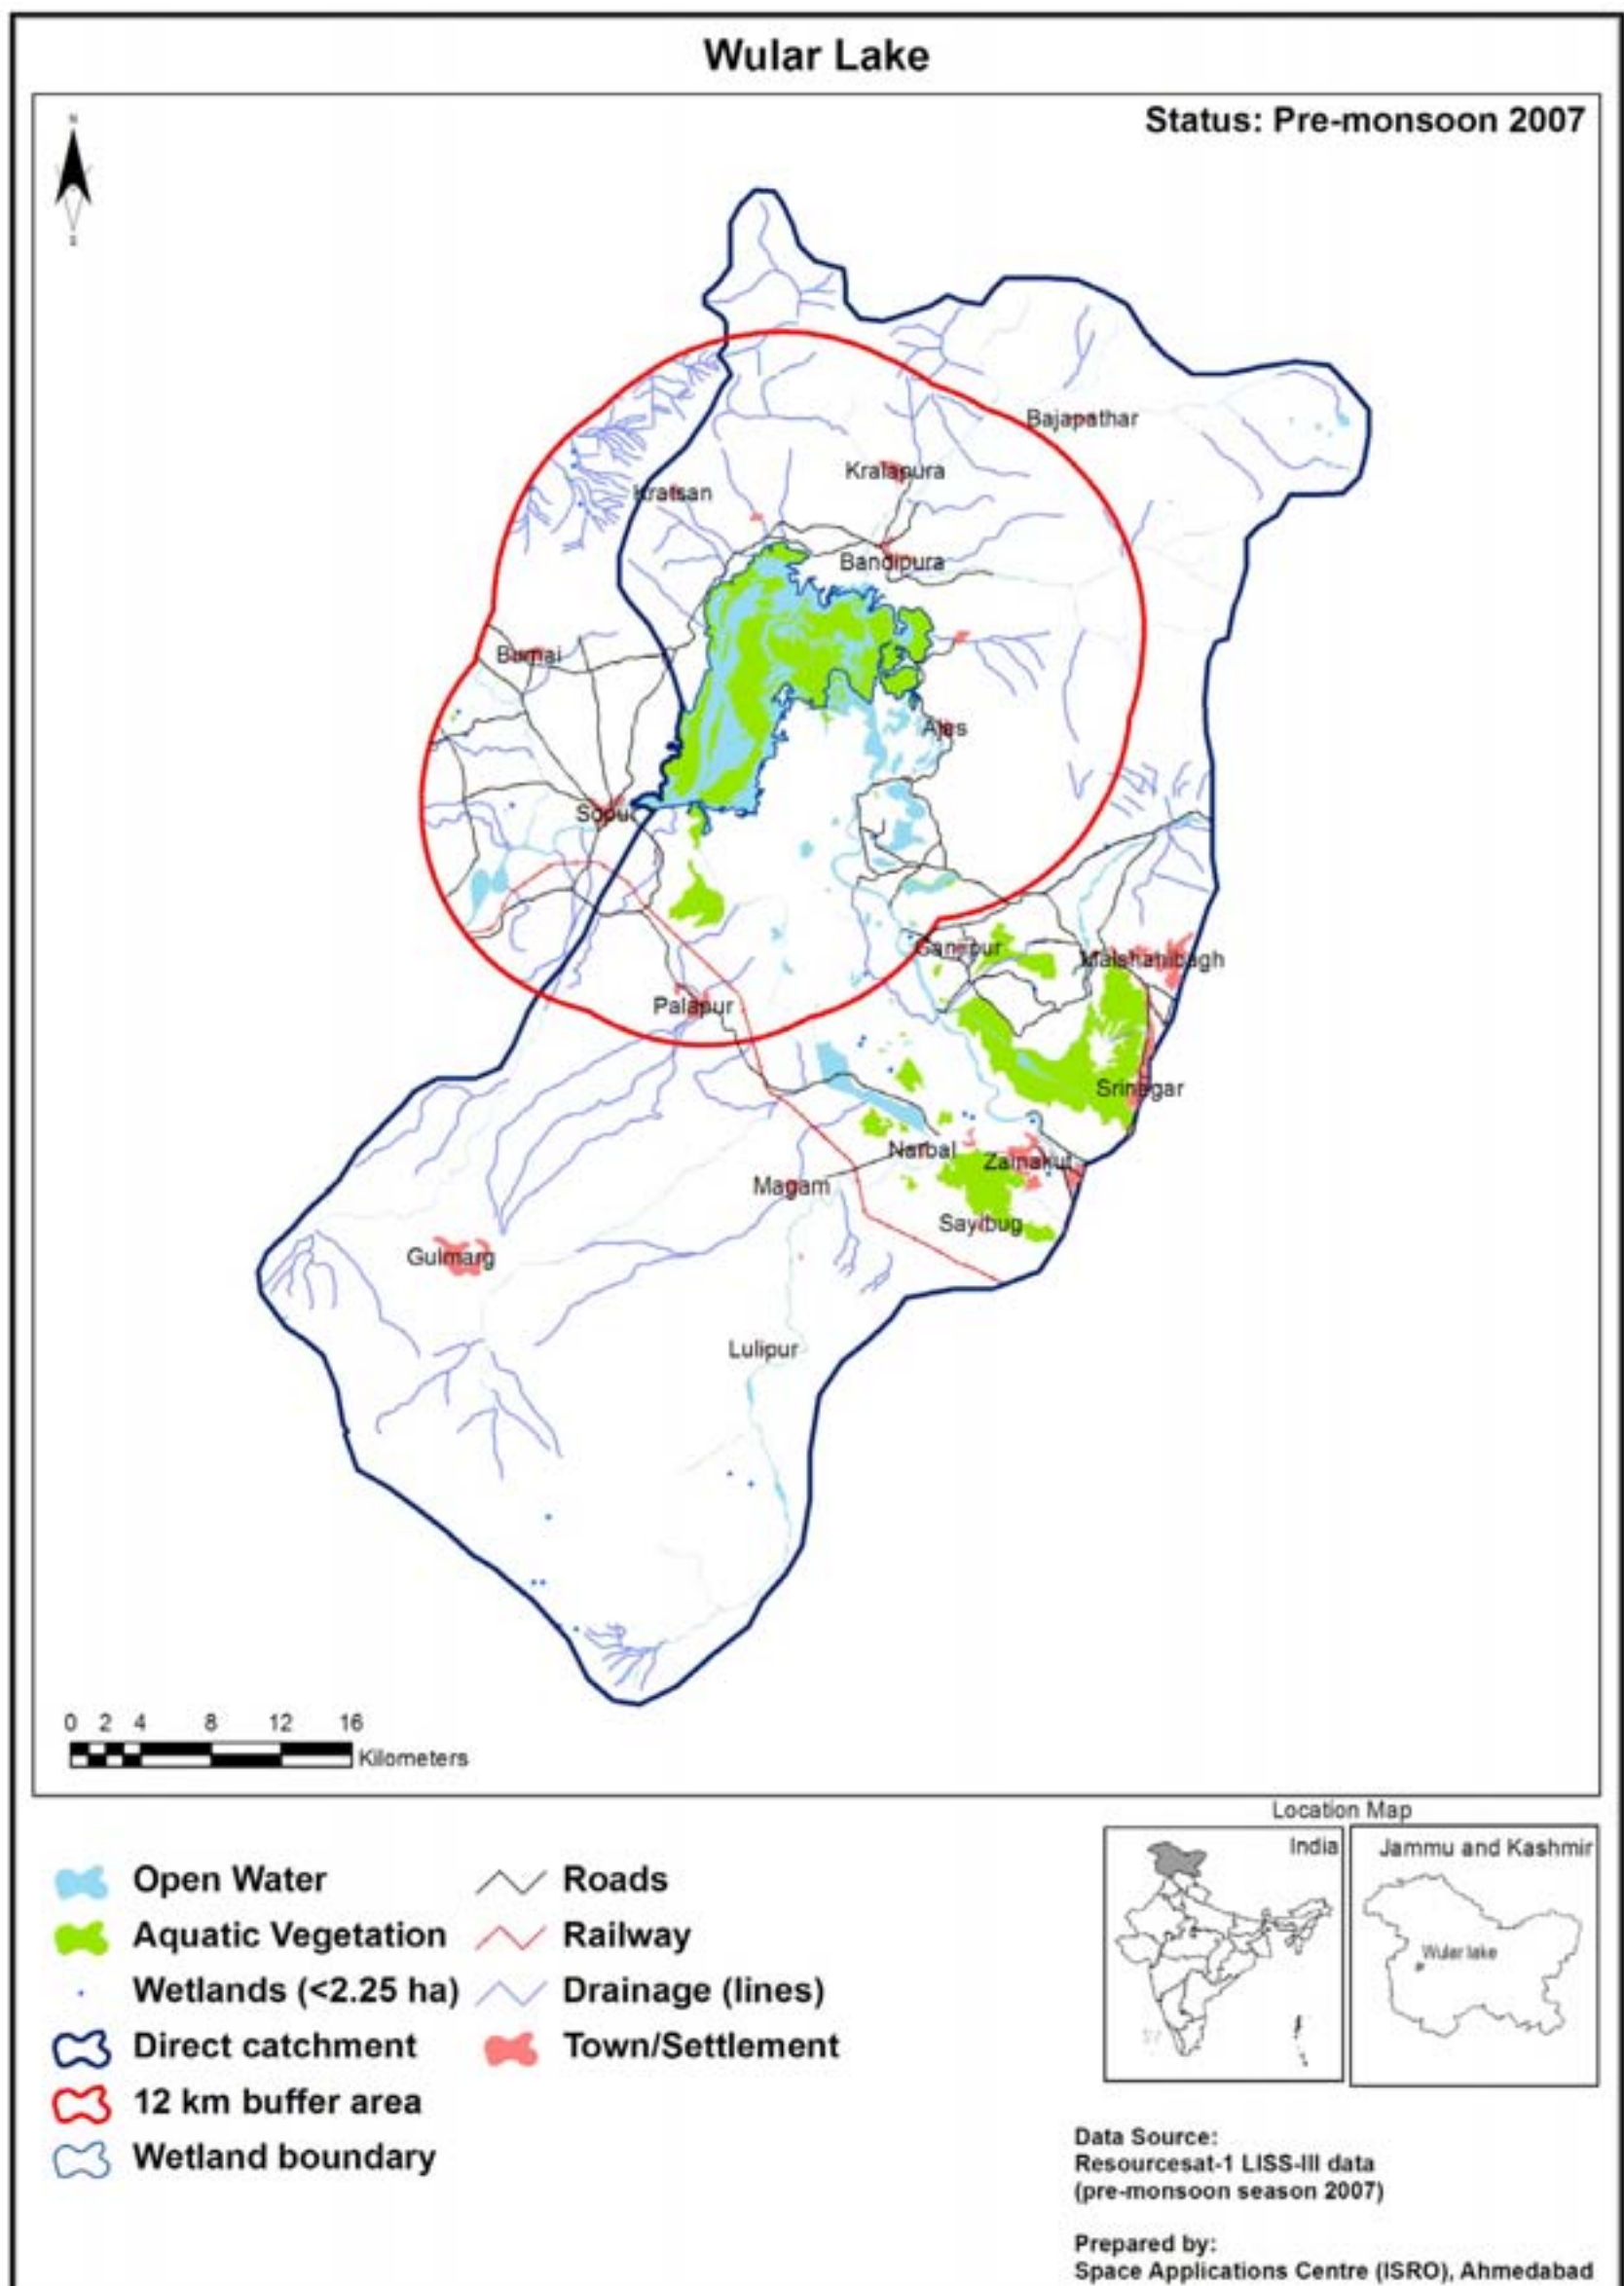 Wular Lake
Status: Pre-monsoon 2007
N
S
Bajapathar
Kralapura
Kratsan
Bandipura
Bumai
Ajas
Sopur
Ganepur
Malshahibagh
Palapur
Srinagar
Narbal
Zainakut
Magam
Sayibug
Gulmarg
Lulipur
0 2 4 8 12 16
Kilometers
Location Map
India
Jammu and Kashmir
Wular lake
Open Water
Aquatic Vegetation
Wetlands (<2.25 ha)
Direct catchment
12 km buffer area
Wetland boundary
Roads
Railway
Drainage (lines)
Town/Settlement
Data Source:
Resourcesat-1 LISS-III data
(pre-monsoon season 2007)
Prepared by:
Space Applications Centre (ISRO), Ahmedabad